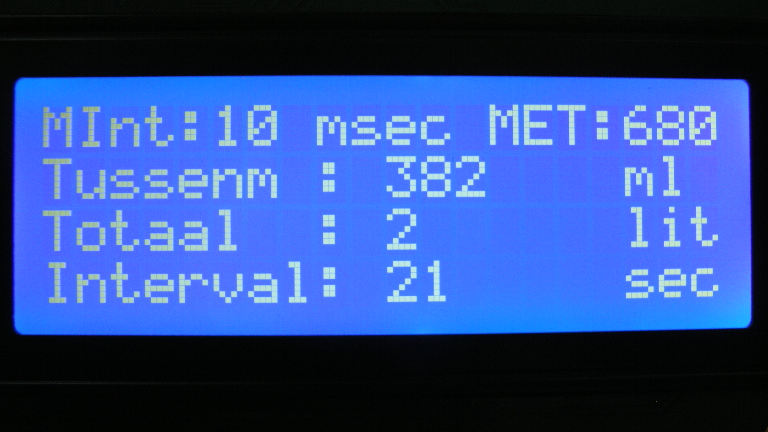 MInt:10 msec MET:680
Tussenm : 382 ml
Totaal : 2 lit
Interval: 21 sec